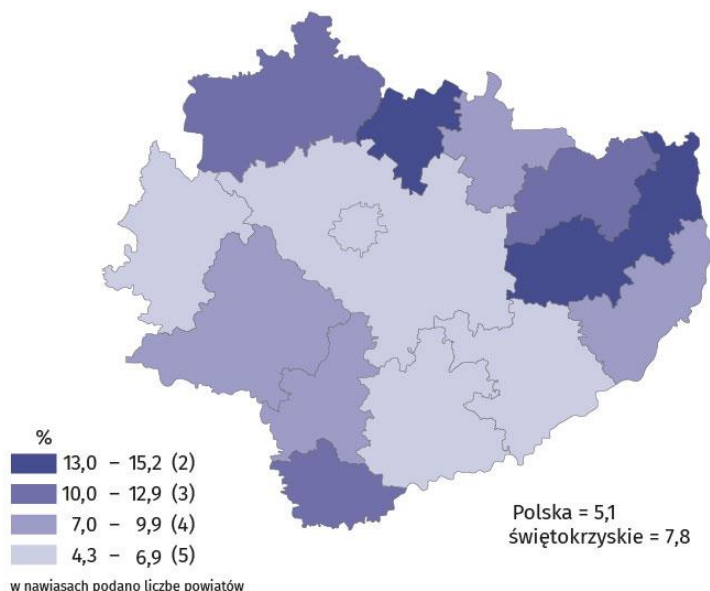 %
13,0 – 15,2 (2)
10,0 – 12,9 (3)
7,0 – 9,9 (4)
4,3 – 6,9 (5)
Polska = 5,1
świętokrzyskie = 7,8
w nawiasach podano liczbę powiatów